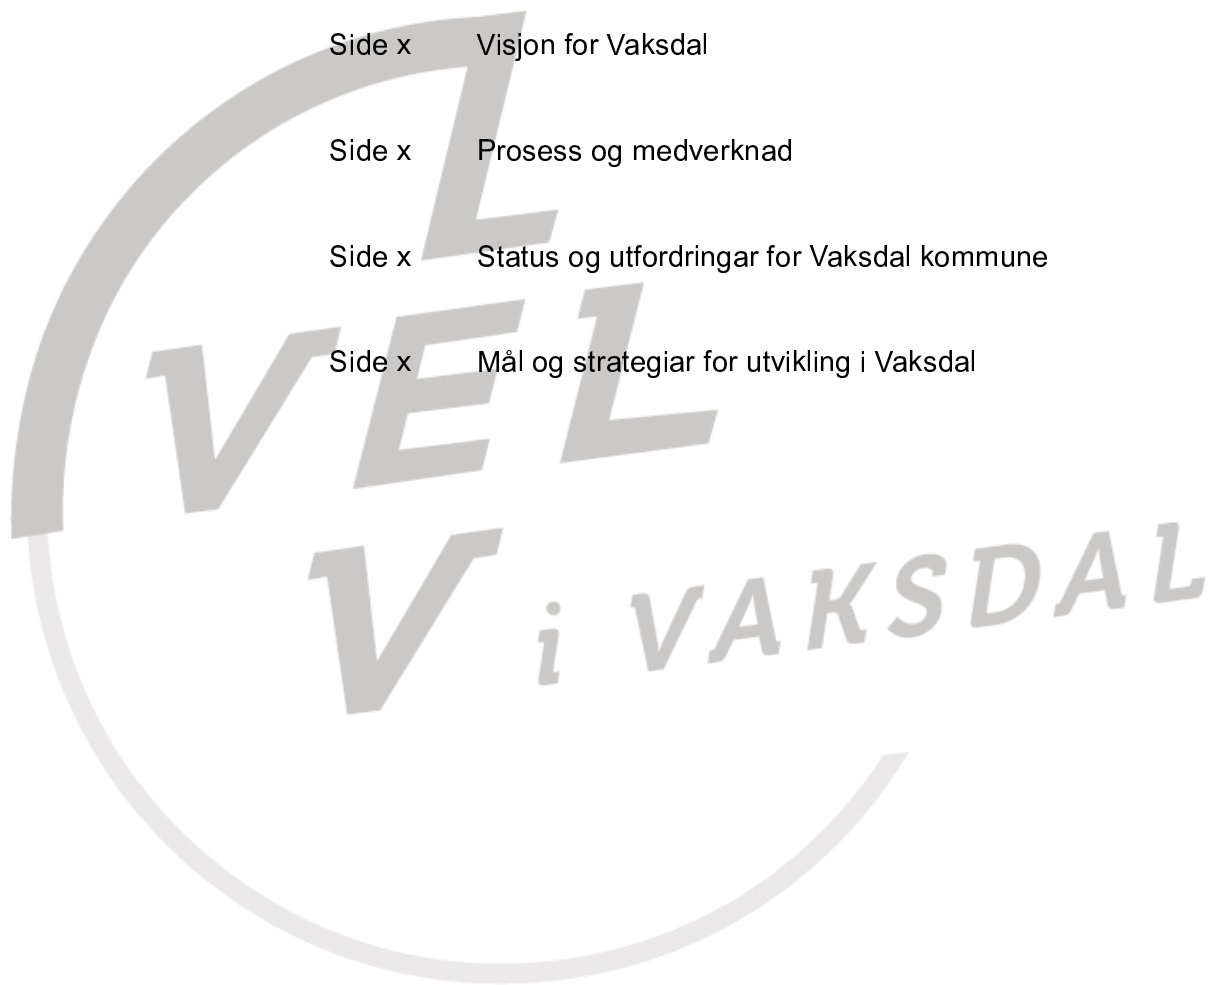 Side x Visjon for Vaksdal
Side x Prosess og medverknad
Side x Status og utfordringar for Vaksdal kommune
Side x Mål og strategiar for utvikling i Vaksdal
L
VEL
V i VAKSDAL